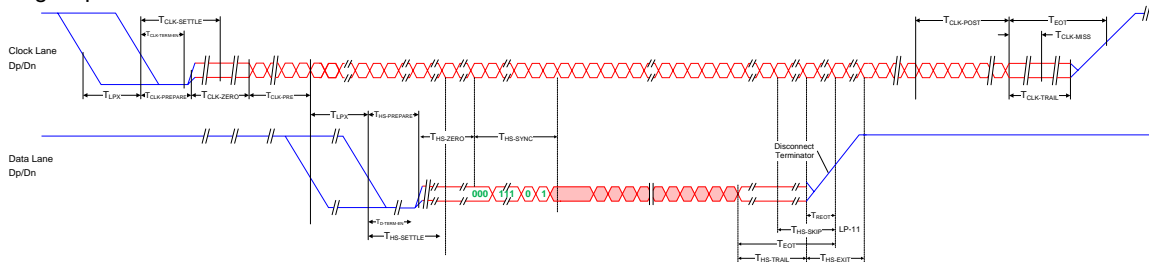 TCLK-SETTLE
TCLK-TERM-EN
TCLK-POST
TEOT
TCLK-MISS
Clock Lane
Dp/Dn
TLPX
TCLK-PREPARE
TCLK-ZERO
TCLK-PRE
TCLK-TRAIL
TLPX
THS-PREPARE
THS-ZERO
THS-SYNC
Disconnect
Terminator
Data Lane
Dp/Dn
000 111 0 1
TREOT
TD-TERM-EN
THS-SKIP
LP-11
THS-SETTLE
TEOT
THS-TRAIL
THS-EXIT